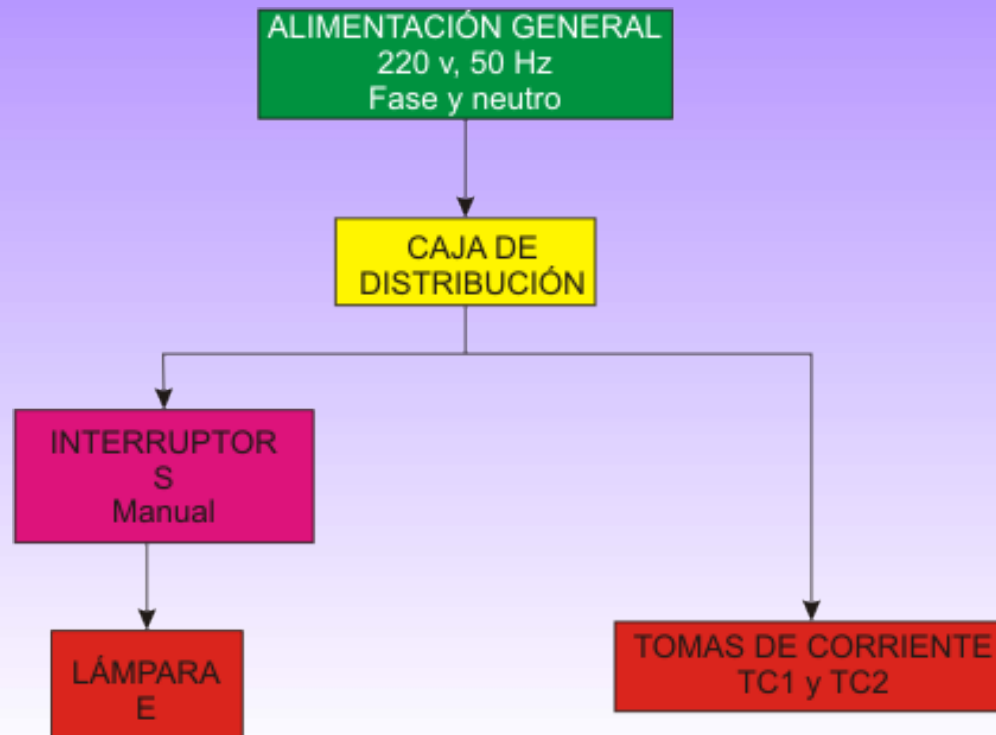 ALIMENTACIÓN GENERAL
220 v, 50 Hz
Fase y neutro
CAJA DE
DISTRIBUCIÓN
INTERRUPTOR
S
Manual
LÁMPARA
E
TOMAS DE CORRIENTE
TC1 y TC2